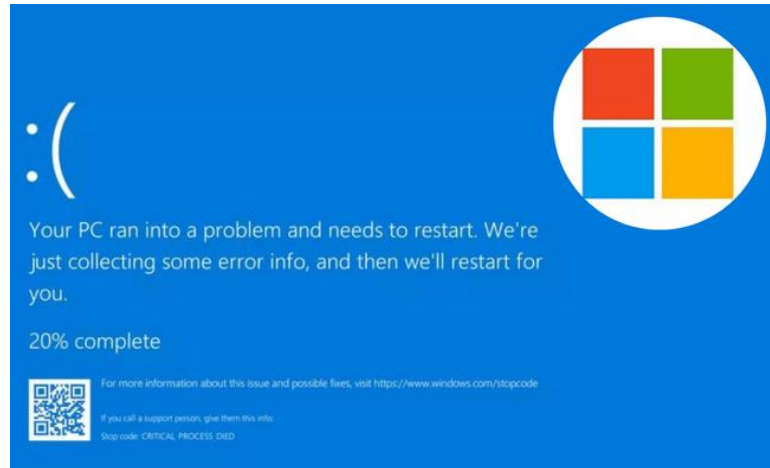 :(
Your PC ran into a problem and needs to restart. We're
just collecting some error info, and then we'll restart for
you.
20% complete
For more information about this issue and possible fixes, visit https://www.windows.com/stopcode
If you call a support person, give them this info:
Stop code: CRITICAL PROCESS DIED